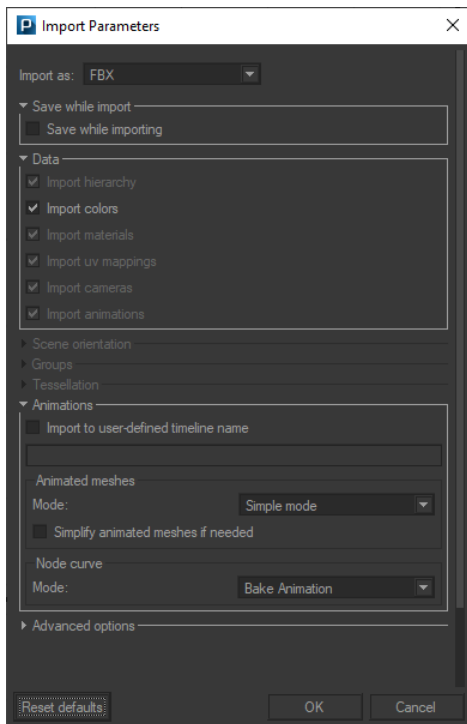 Import Parameters
Import as: FBX
Save while import
Save while importing
Data
Import hierarchy
Import colors
Import materials
Import uv mappings
Import cameras
Import animations
Scene orientation
Groups
Tessellation
Animations
Import to user-defined timeline name
Animated meshes
Mode: Simple mode
Simplify animated meshes if needed
Node curve
Mode: Bake Animation
Advanced options
Reset defaults OK Cancel